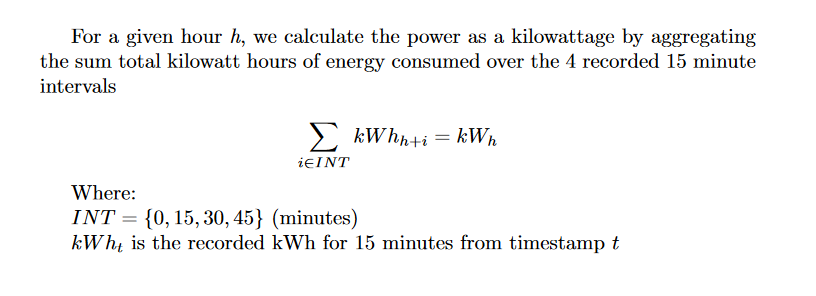 For a given hour h, we calculate the power as a kilowattage by aggregating
the sum total kilowatt hours of energy consumed over the 4 recorded 15 minute
intervals
∑_{i∈INT} kWh_{h+i} = kW_h
Where:
INT = {0, 15, 30, 45} (minutes)
kWh_t is the recorded kWh for 15 minutes from timestamp t